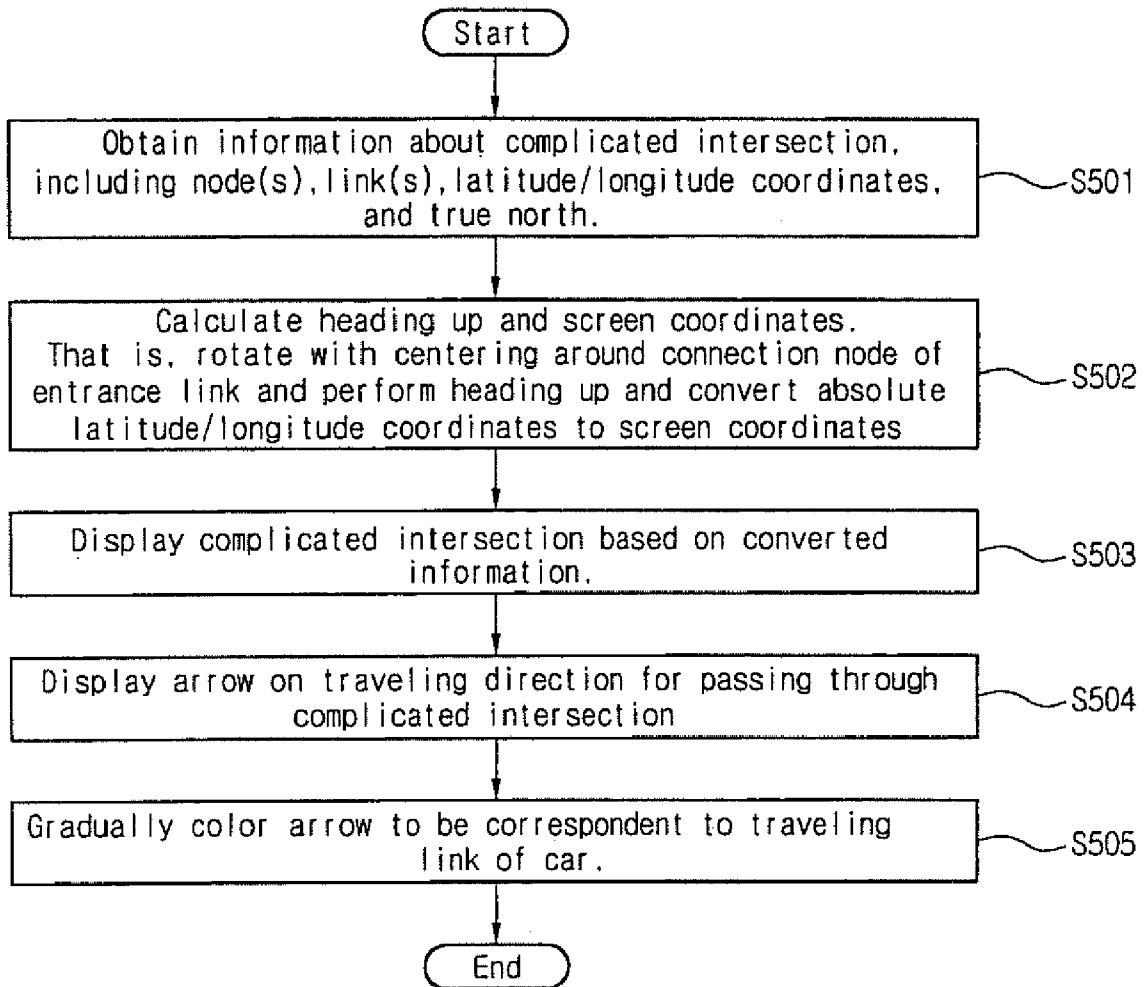 Start
Obtain information about complicated intersection,
including node(s), link(s), latitude/longitude coordinates,
and true north.
S501
Calculate heading up and screen coordinates.
That is, rotate with centering around connection node of
entrance link and perform heading up and convert absolute
latitude/longitude coordinates to screen coordinates
S502
Display complicated intersection based on converted
information.
S503
Display arrow on traveling direction for passing through
complicated intersection
S504
Gradually color arrow to be correspondent to traveling
link of car.
S505
End